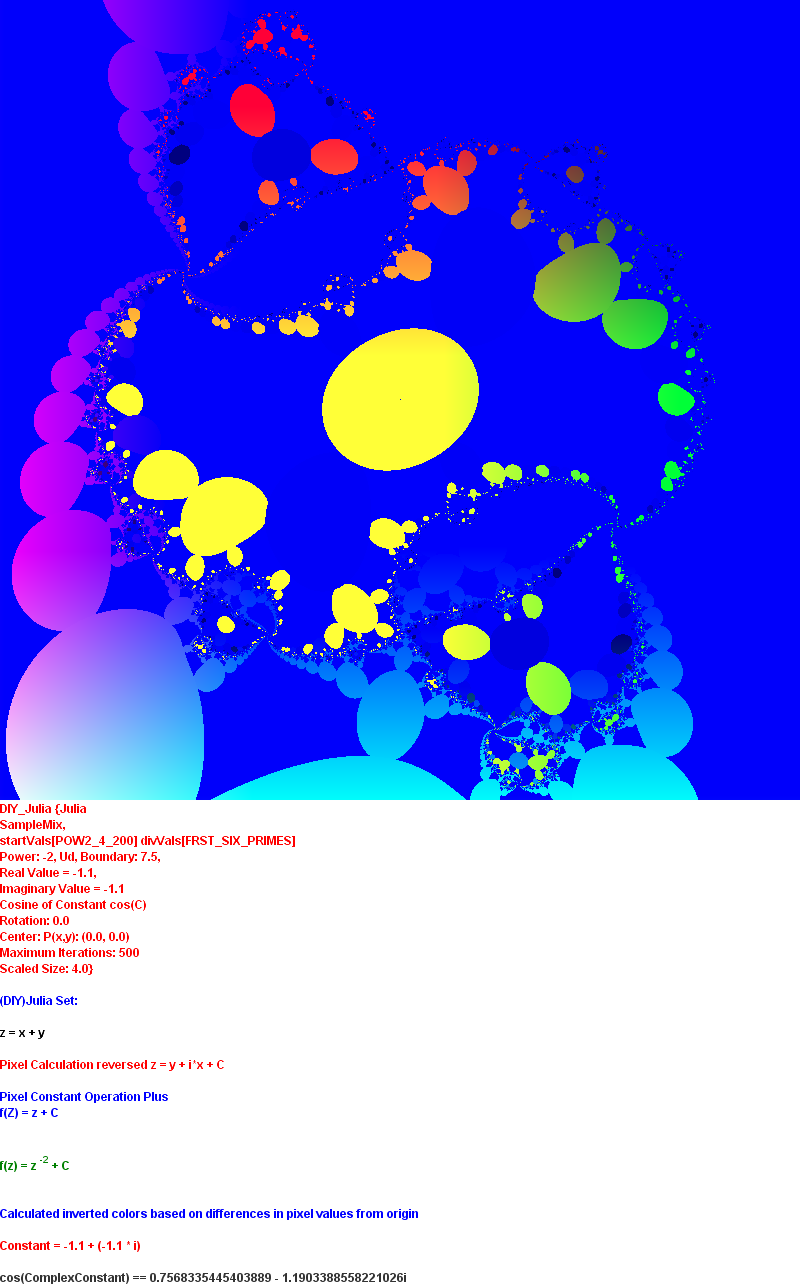 DIY_Julia {Julia
SampleMix,
startVals[POW2_4_200] divVals[FRST_SIX_PRIMES]
Power: -2, Ud, Boundary: 7.5,
Real Value = -1.1,
Imaginary Value = -1.1
Cosine of Constant cos(C)
Rotation: 0.0
Center: P(x,y): (0.0, 0.0)
Maximum Iterations: 500
Scaled Size: 4.0}
(DIY)Julia Set:
z = x + y
Pixel Calculation reversed z = y + i*x + C
Pixel Constant Operation Plus
f(Z) = z + C
f(z) = z -2 + C
Calculated inverted colors based on differences in pixel values from origin
Constant = -1.1 + (-1.1 * i)
cos(ComplexConstant) == 0.7568335445403889 - 1.1903388558221026i